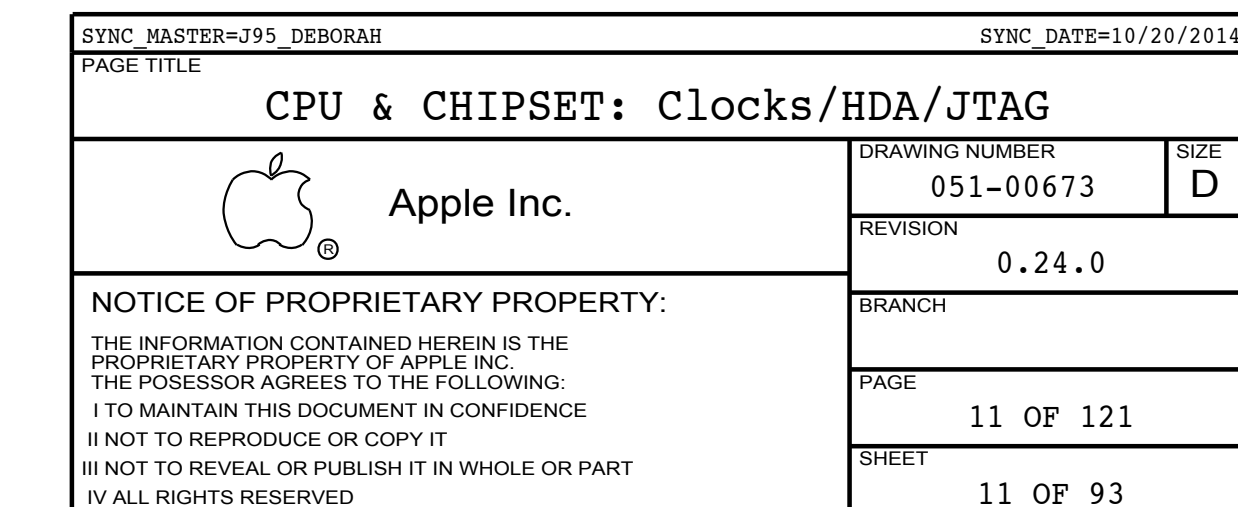 SYNC_MASTER=J95_DEBORAH SYNC_DATE=10/20/2014
PAGE TITLE
CPU & CHIPSET: Clocks/HDA/JTAG
Apple Inc.
®
DRAWING NUMBER
051-00673
SIZE
D
REVISION
0.24.0
NOTICE OF PROPRIETARY PROPERTY:
THE INFORMATION CONTAINED HEREIN IS THE
PROPRIETARY PROPERTY OF APPLE INC.
THE POSESSOR AGREES TO THE FOLLOWING:
I TO MAINTAIN THIS DOCUMENT IN CONFIDENCE
II NOT TO REPRODUCE OR COPY IT
III NOT TO REVEAL OR PUBLISH IT IN WHOLE OR PART
IV ALL RIGHTS RESERVED
BRANCH
PAGE
11 OF 121
SHEET
11 OF 93